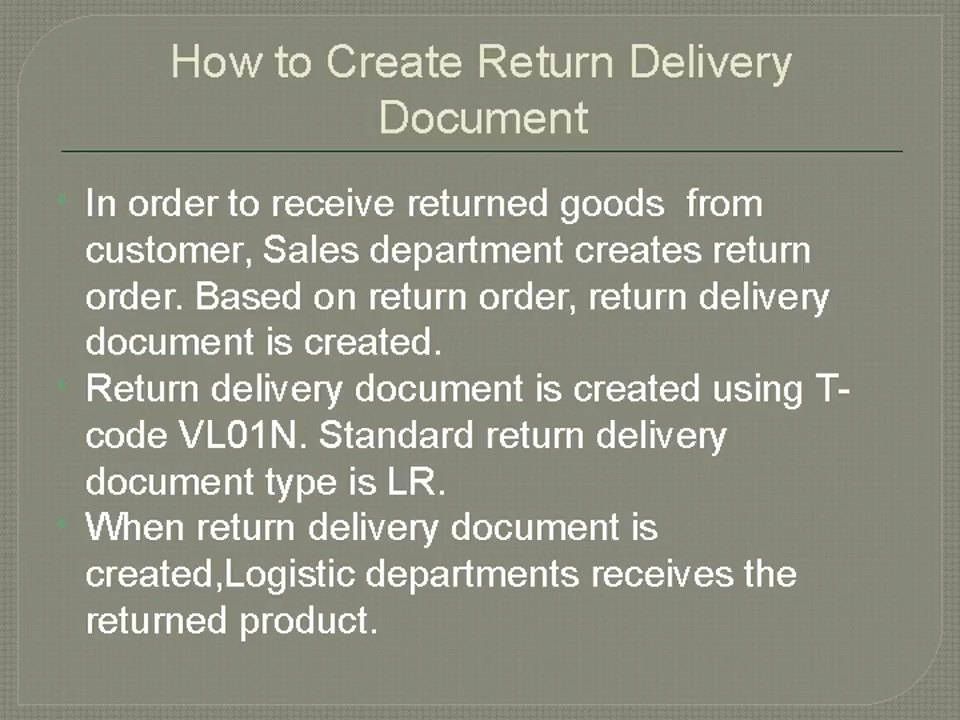 How to Create Return Delivery
Document
In order to receive returned goods  from
customer, Sales department creates return
order. Based on return order, return delivery
document is created.
Return delivery document is created using T-
code VL01N. Standard return delivery
document type is LR.
When return delivery document is
created,Logistic departments receives the
returned product.